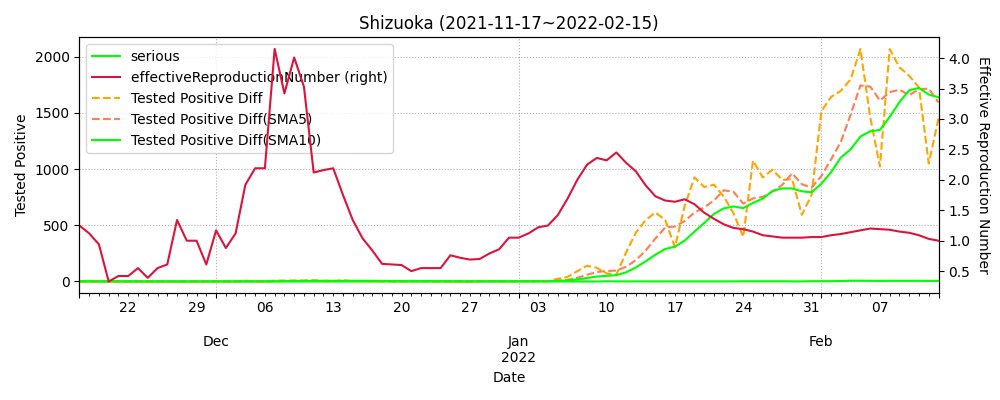 Shizuoka (2021-11-17~2022-02-15)
serious
effectiveReproductionNumber (right)
Tested Positive Diff
Tested Positive Diff(SMA5)
Tested Positive Diff(SMA10)
Tested Positive
2000
1500
1000
500
0
Effective Reproduction Number
4.0
3.5
3.0
2.5
2.0
1.5
1.0
0.5
22 29 06 13 20 27 03 10 17 24 31 07
Dec Jan Feb
2022
Date